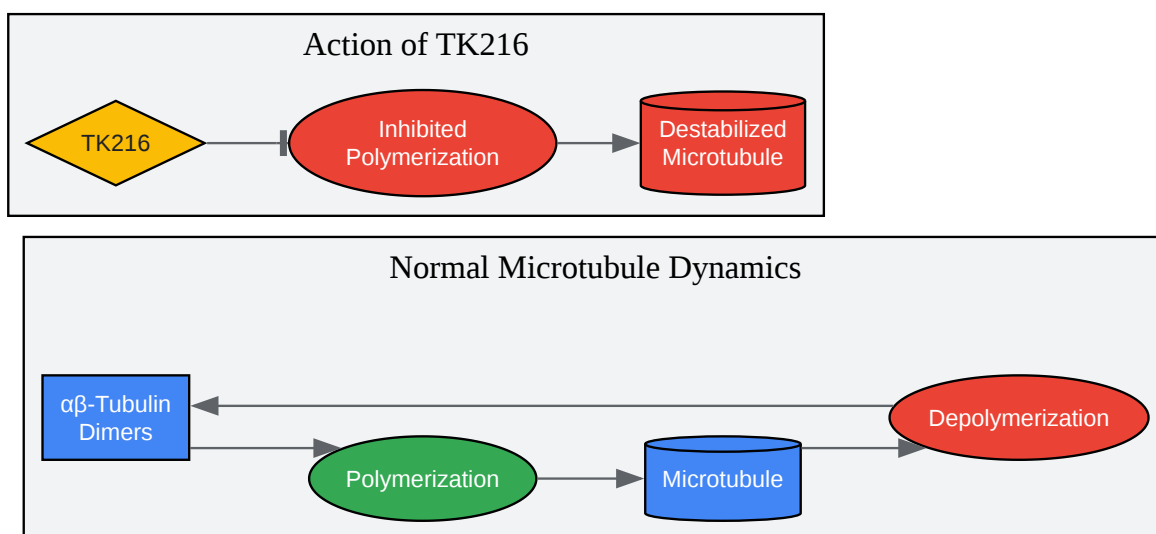 Action of TK216
TK216
Inhibited
Polymerization
Destabilized
Microtubule
Normal Microtubule Dynamics
αβ-Tubulin
Dimers
Depolymerization
Polymerization
Microtubule